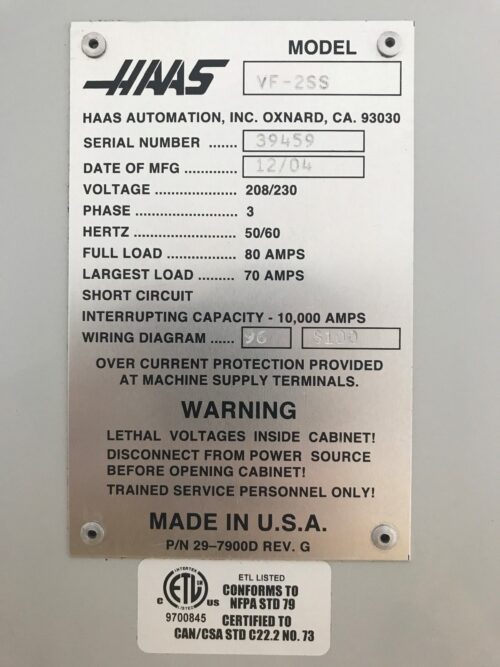 MODEL
HAAS VF-2SS
HAAS AUTOMATION, INC. OXNARD, CA. 93030
SERIAL NUMBER ....... 39459
DATE OF MFG ............. 12/04
VOLTAGE ..................... 208/230
PHASE .......................... 3
HERTZ .......................... 50/60
FULL LOAD .................. 80 AMPS
LARGEST LOAD ......... 70 AMPS
SHORT CIRCUIT
INTERRUPTING CAPACITY - 10,000 AMPS
WIRING DIAGRAM ...... 96 S100
OVER CURRENT PROTECTION PROVIDED
AT MACHINE SUPPLY TERMINALS.
WARNING
LETHAL VOLTAGES INSIDE CABINET!
DISCONNECT FROM POWER SOURCE
BEFORE OPENING CABINET!
TRAINED SERVICE PERSONNEL ONLY!
MADE IN U.S.A.
P/N 29-7900D REV. G
INTERTEK
ETL
LISTED
C US
9700845
ETL LISTED
CONFORMS TO
NFPA STD 79
CERTIFIED TO
CAN/CSA STD C22.2 NO. 73